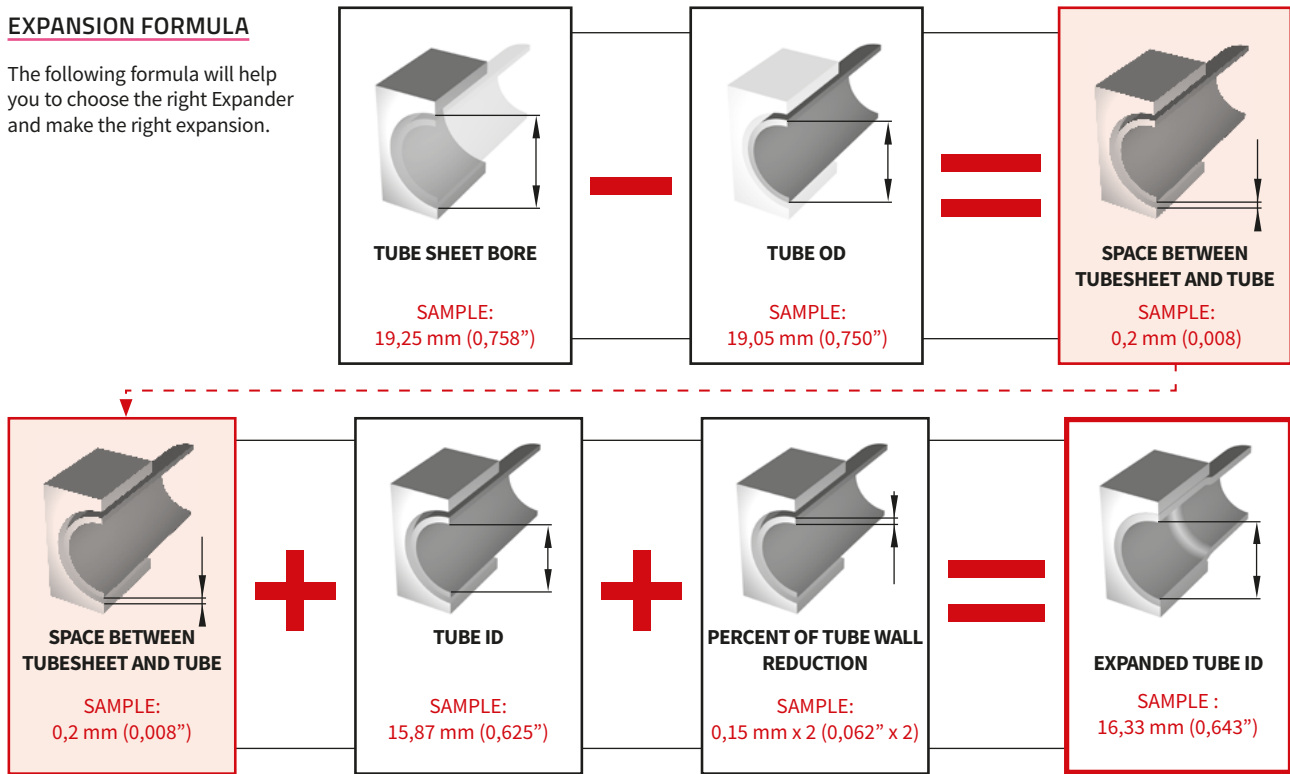 EXPANSION FORMULA
The following formula will help
you to choose the right Expander
and make the right expansion.
TUBE SHEET BORE
SAMPLE:
19,25 mm (0,758”)
TUBE OD
SAMPLE:
19,05 mm (0,750”)
SPACE BETWEEN
TUBESHEET AND TUBE
SAMPLE:
0,2 mm (0,008)
SPACE BETWEEN
TUBESHEET AND TUBE
SAMPLE:
0,2 mm (0,008”)
TUBE ID
SAMPLE:
15,87 mm (0,625”)
PERCENT OF TUBE WALL
REDUCTION
SAMPLE:
0,15 mm x 2 (0,062” x 2)
EXPANDED TUBE ID
SAMPLE :
16,33 mm (0,643”)